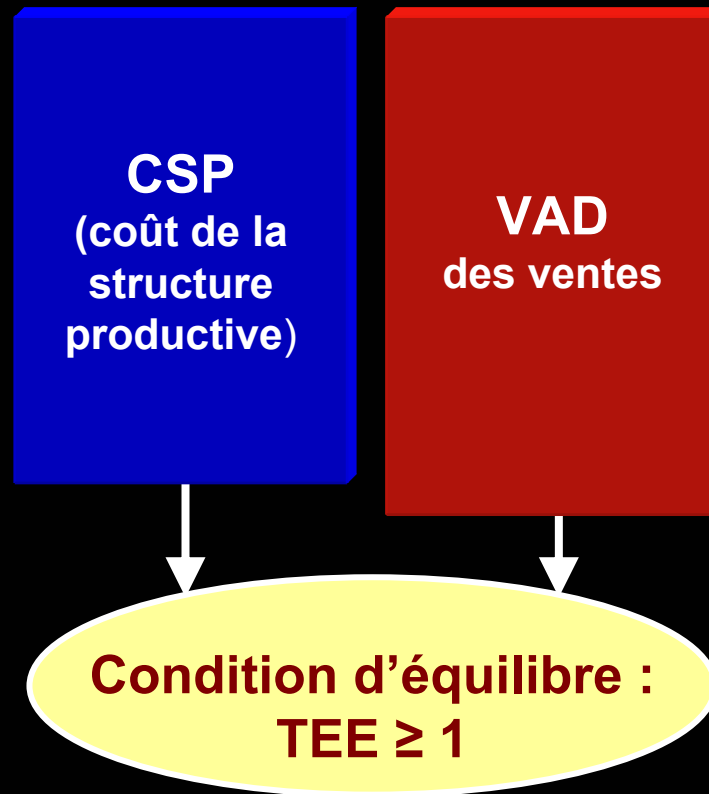 CSP
(coût de la
structure
productive)
VAD
des ventes
Condition d’équilibre :
TEE ≥ 1